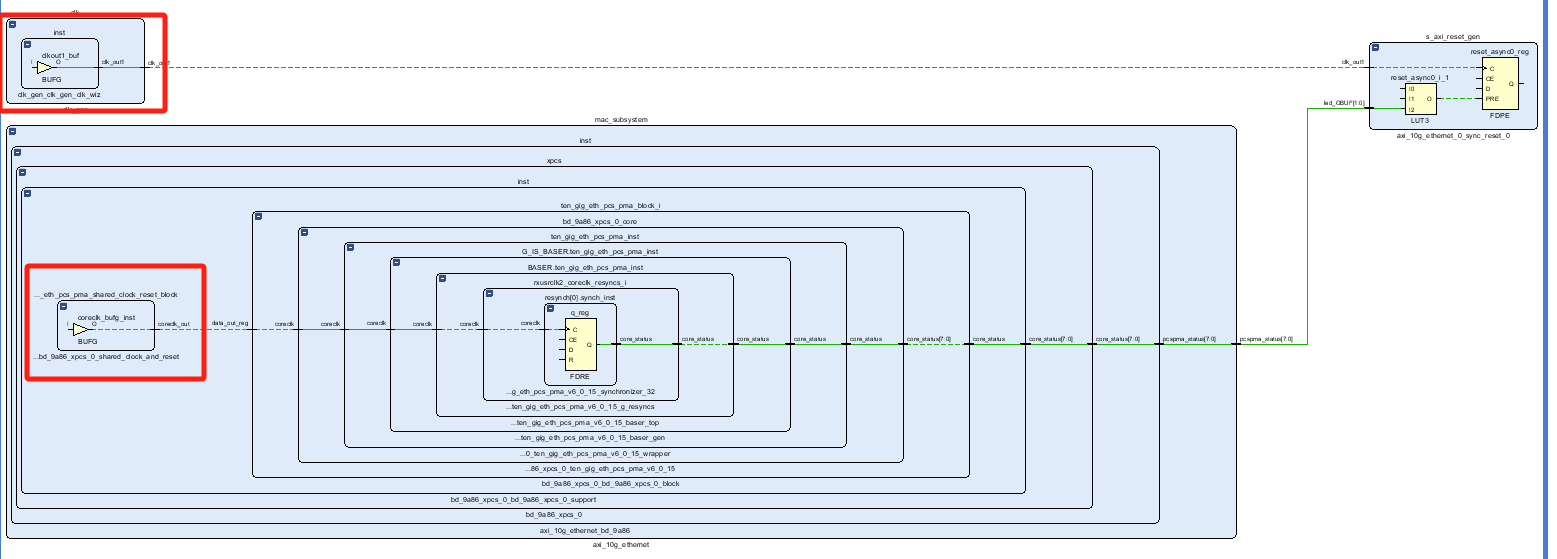 clk
inst
clkout1_buf
I
O
BUFG
clk_out1
clk_out1
clk_gen_clk_gen_clk_wiz
clk_gen
s_axi_reset_gen
reset_async0_reg
clk_out1
C
CE
D
PRE
Q
FDPE
reset_async0_i_1
I0
I1
I2
O
LUT3
led_OBUF[1:0]
axi_10g_ethernet_0_sync_reset_0
mac_subsystem
inst
xpcs
inst
ten_gig_eth_pcs_pma_block_i
bd_9a86_xpcs_0_core
ten_gig_eth_pcs_pma_inst
G_IS_BASER.ten_gig_eth_pcs_pma_inst
BASER.ten_gig_eth_pcs_pma_inst
rxusrclk2_coreclk_resyncs_i
resynch[0].synch_inst
q_reg
..._eth_pcs_pma_shared_clock_reset_block
coreclk_bufg_inst
I
O
BUFG
coreclk_out
data_out_reg
coreclk
coreclk
coreclk
coreclk
coreclk
C
CE
D
R
Q
FDRE
core_status
core_status
core_status
core_status
core_status
core_status[7:0]
core_status
core_status[7:0]
core_status[7:0]
pcspma_status[7:0]
pcspma_status[7:0]
...bd_9a86_xpcs_0_shared_clock_and_reset
...g_eth_pcs_pma_v6_0_15_synchronizer_32
...ten_gig_eth_pcs_pma_v6_0_15_g_resyncs
...ten_gig_eth_pcs_pma_v6_0_15_baser_top
...ten_gig_eth_pcs_pma_v6_0_15_baser_gen
...0_ten_gig_eth_pcs_pma_v6_0_15_wrapper
...86_xpcs_0_ten_gig_eth_pcs_pma_v6_0_15
bd_9a86_xpcs_0_bd_9a86_xpcs_0_block
bd_9a86_xpcs_0_bd_9a86_xpcs_0_support
bd_9a86_xpcs_0
axi_10g_ethernet_bd_9a86
axi_10g_ethernet